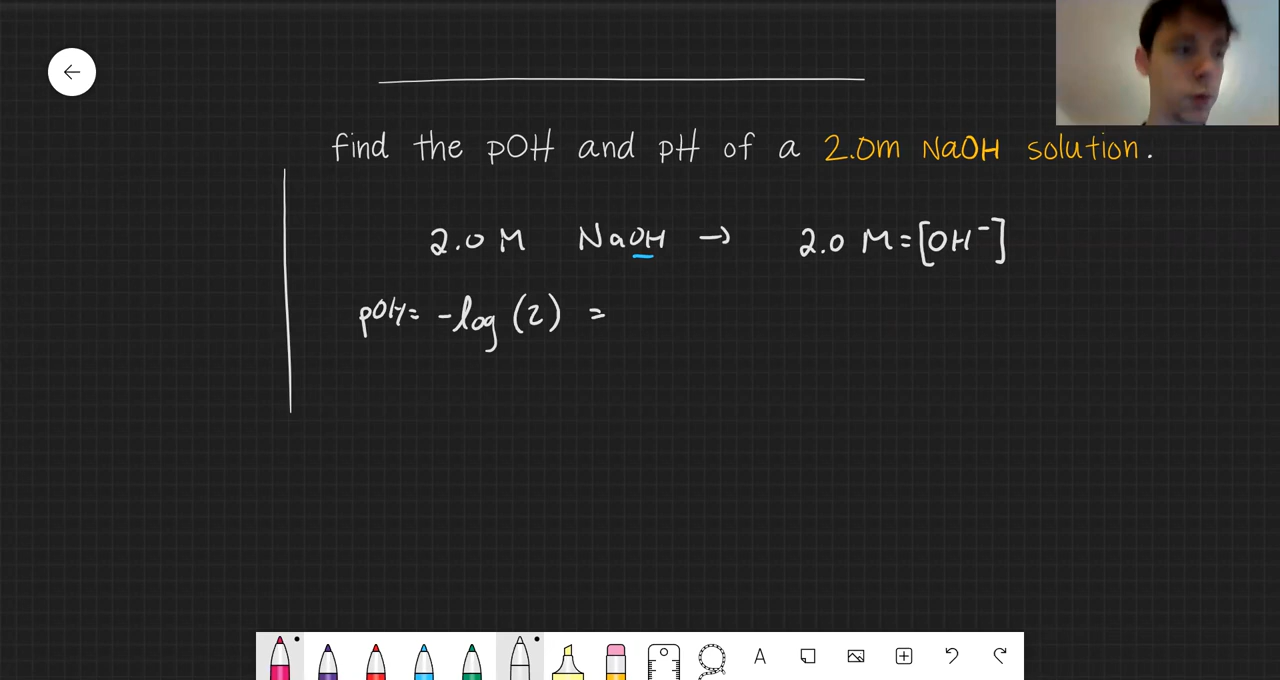 find the pOH and pH of a 2.0m NaOH solution.
2.0 M NaOH → 2.0 M = [OH⁻]
pOH = -log (2) =
A